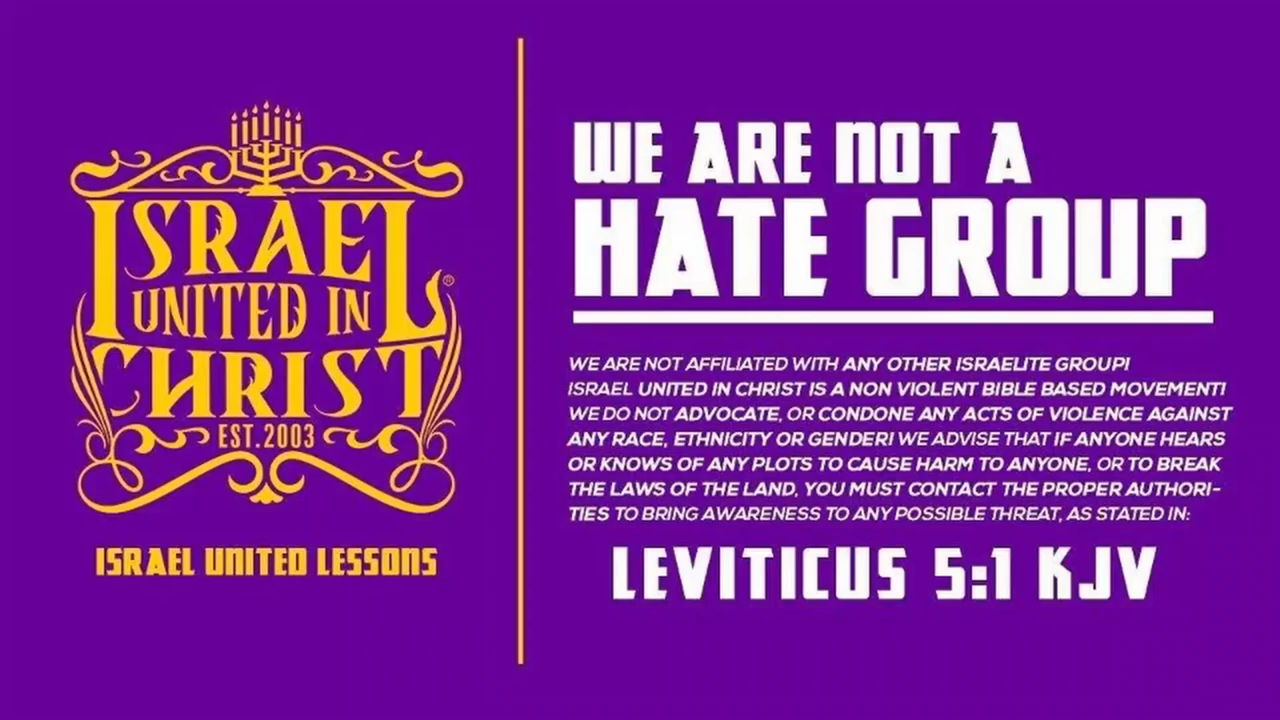 ISRAEL
UNITED IN
CHRIST
EST.2003
ISRAEL UNITED LESSONS
WE ARE NOT A
HATE GROUP
WE ARE NOT AFFILIATED WITH ANY OTHER ISRAELITE GROUP!
ISRAEL UNITED IN CHRIST IS A NON VIOLENT BIBLE BASED MOVEMENT!
WE DO NOT ADVOCATE, OR CONDONE ANY ACTS OF VIOLENCE AGAINST
ANY RACE, ETHNICITY OR GENDER! WE ADVISE THAT IF ANYONE HEARS
OR KNOWS OF ANY PLOTS TO CAUSE HARM TO ANYONE, OR TO BREAK
THE LAWS OF THE LAND, YOU MUST CONTACT THE PROPER AUTHORI-
TIES TO BRING AWARENESS TO ANY POSSIBLE THREAT, AS STATED IN:
LEVITICUS 5:1 KJV